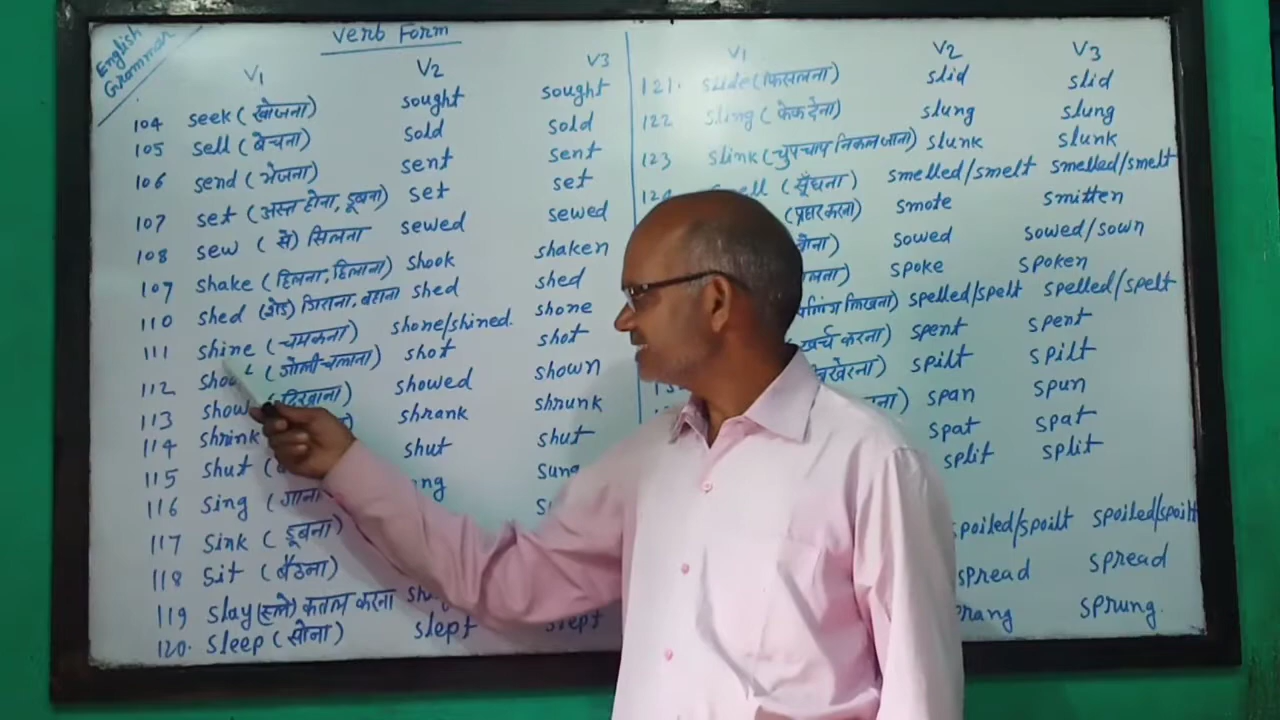 English Grammar
Verb Form
V1 V2 V3
104 seek (खोजना) sought sought
105 sell (बेचना) sold sold
106 send (भेजना) sent sent
107 set (अस्त होना, डूबना) set set
108 sew (से) सिलना sewed sewed
109 shake (हिलना, हिलाना) shook shaken
110 shed (शेड) गिराना, बहाना shed shed
111 shine (चमकना) shone/shined. shone
112 (गोली चलाना) shot shot
113 show (दिखाना) showed shown
114 shrink shrank shrunk
115 shut shut shut
116 sing (गाना
117 sink (डूबना)
118 sit (बैठना)
119 slay (स्ले) कतल करना
120. sleep (सोना) slept slept
V1 V2 V3
121. slide (फिसलना) slid slid
122 sling (फेंक देना) slung slung
123 slink (चुपचाप निकल जाना) slunk slunk
124 (सूँघना) smelled/smelt smelled/smelt
(प्रहार करना) smote smitten
sowed sowed/sown
spoke spoken
लिखना) spelled/spelt spelled/spelt
खर्च करना) spent spent
spilt spilt
span spun
spat spat
split split
spoiled/spoilt spoiled/spoilt
spread spread
sprung.